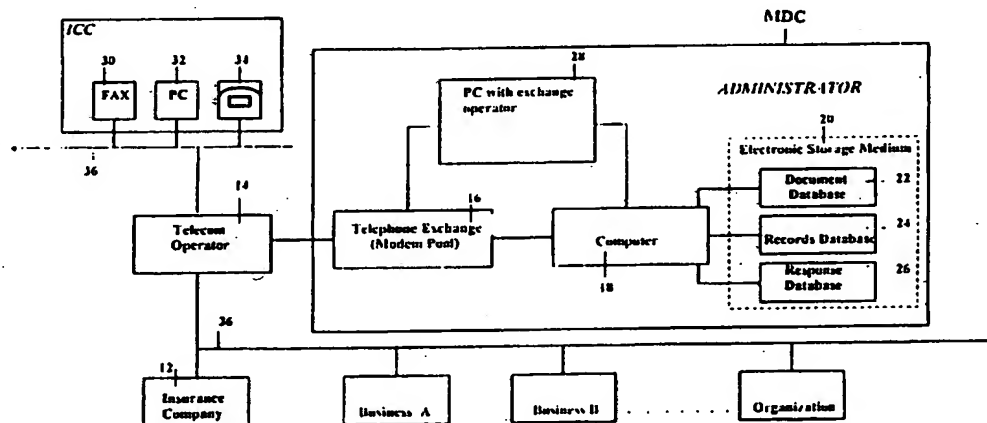 ICC
30 32 34
FAX PC
36
MDC
28
PC with exchange
operator
ADMINISTRATOR
20
Electronic Storage Medium
Document
Database
22
Records Database
24
Response
Database
26
14
Telecom
Operator
16
Telephone Exchange
(Modem Pool)
Computer
18
36
12
Insurance
Company
Business A
Business B
. . . . . . .
Organization